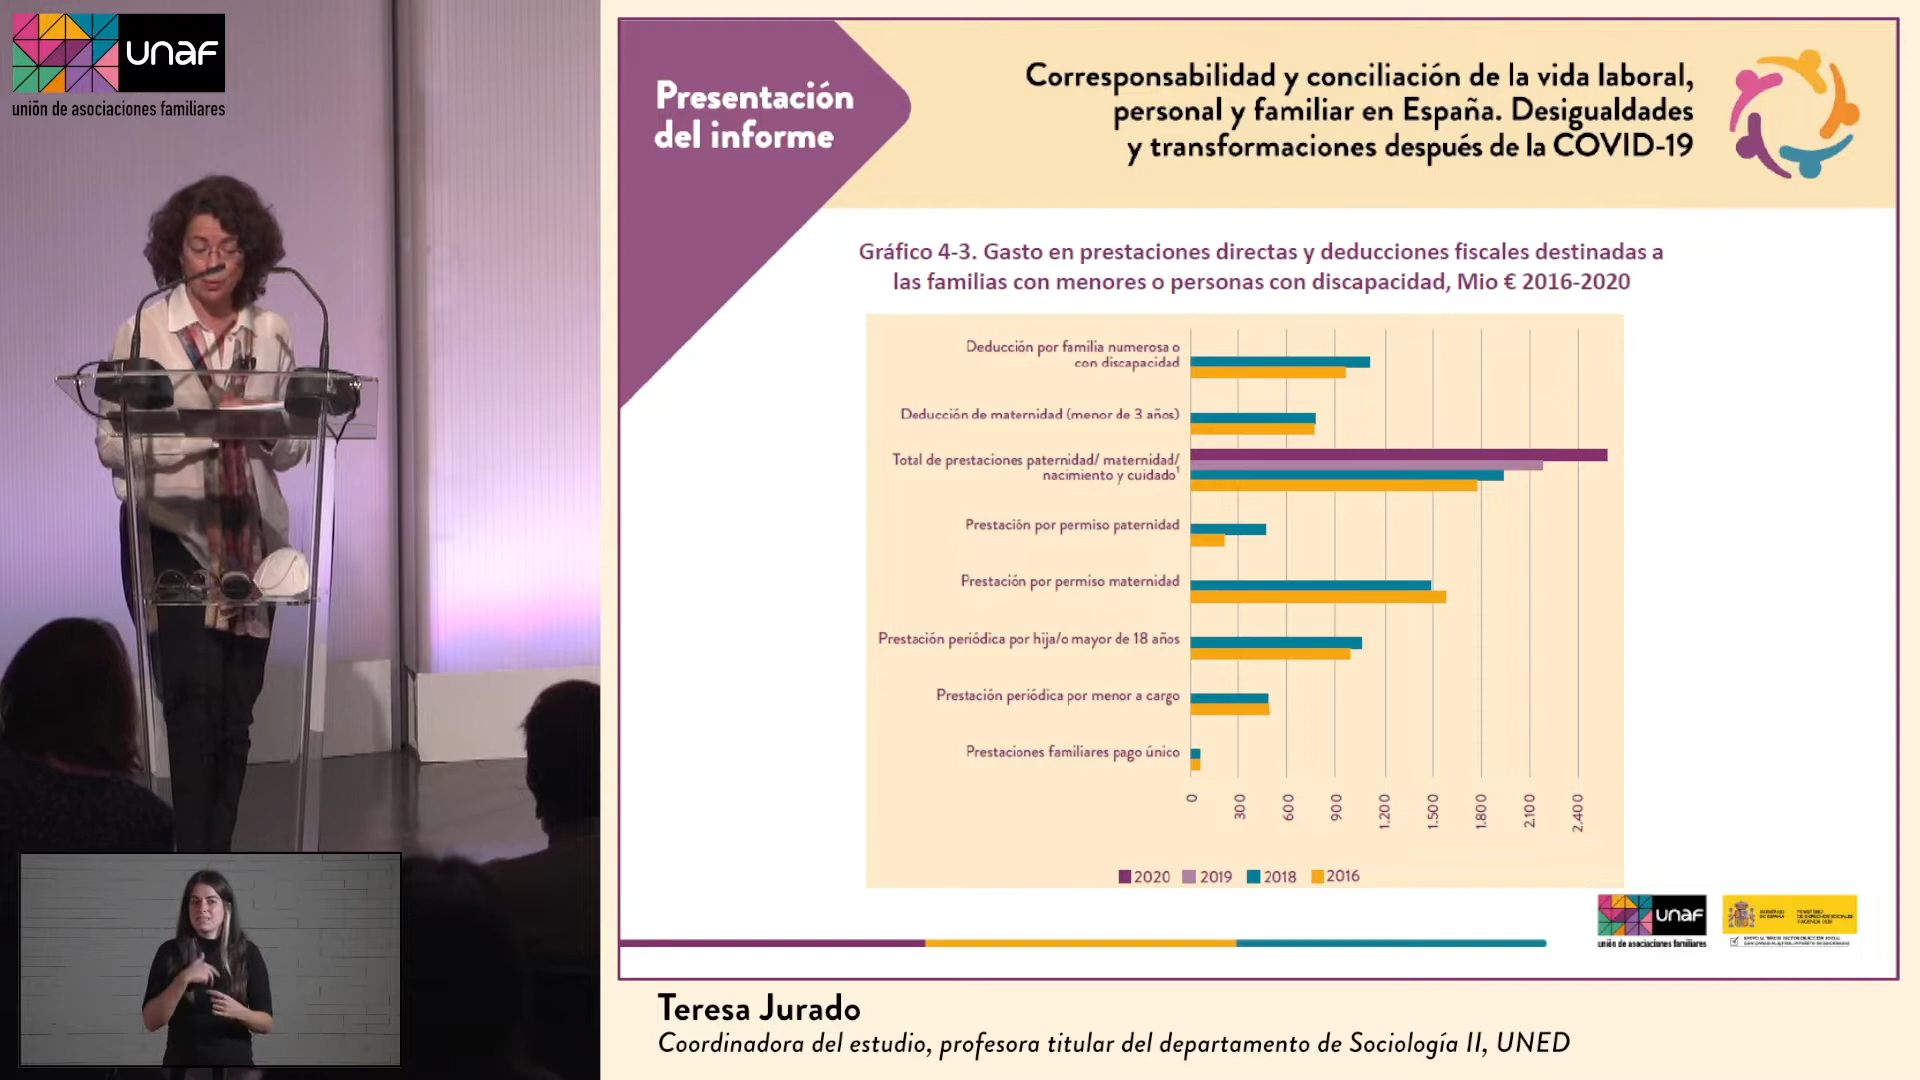 unaf
unión de asociaciones familiares
Presentación
del informe
Corresponsabilidad y conciliación de la vida laboral,
personal y familiar en España. Desigualdades
y transformaciones después de la COVID-19
Gráfico 4-3. Gasto en prestaciones directas y deducciones fiscales destinadas a
las familias con menores o personas con discapacidad, Mio € 2016-2020
Deducción por familia numerosa o
con discapacidad
Deducción de maternidad (menor de 3 años)
Total de prestaciones paternidad/ maternidad/
nacimiento y cuidado¹
Prestación por permiso paternidad
Prestación por permiso maternidad
Prestación periódica por hija/o mayor de 18 años
Prestación periódica por menor a cargo
Prestaciones familiares pago único
0 300 600 900 1.200 1.500 1.800 2.100 2.400
2020 2019 2018 2016
unaf
unión de asociaciones familiares
Teresa Jurado
Coordinadora del estudio, profesora titular del departamento de Sociología II, UNED